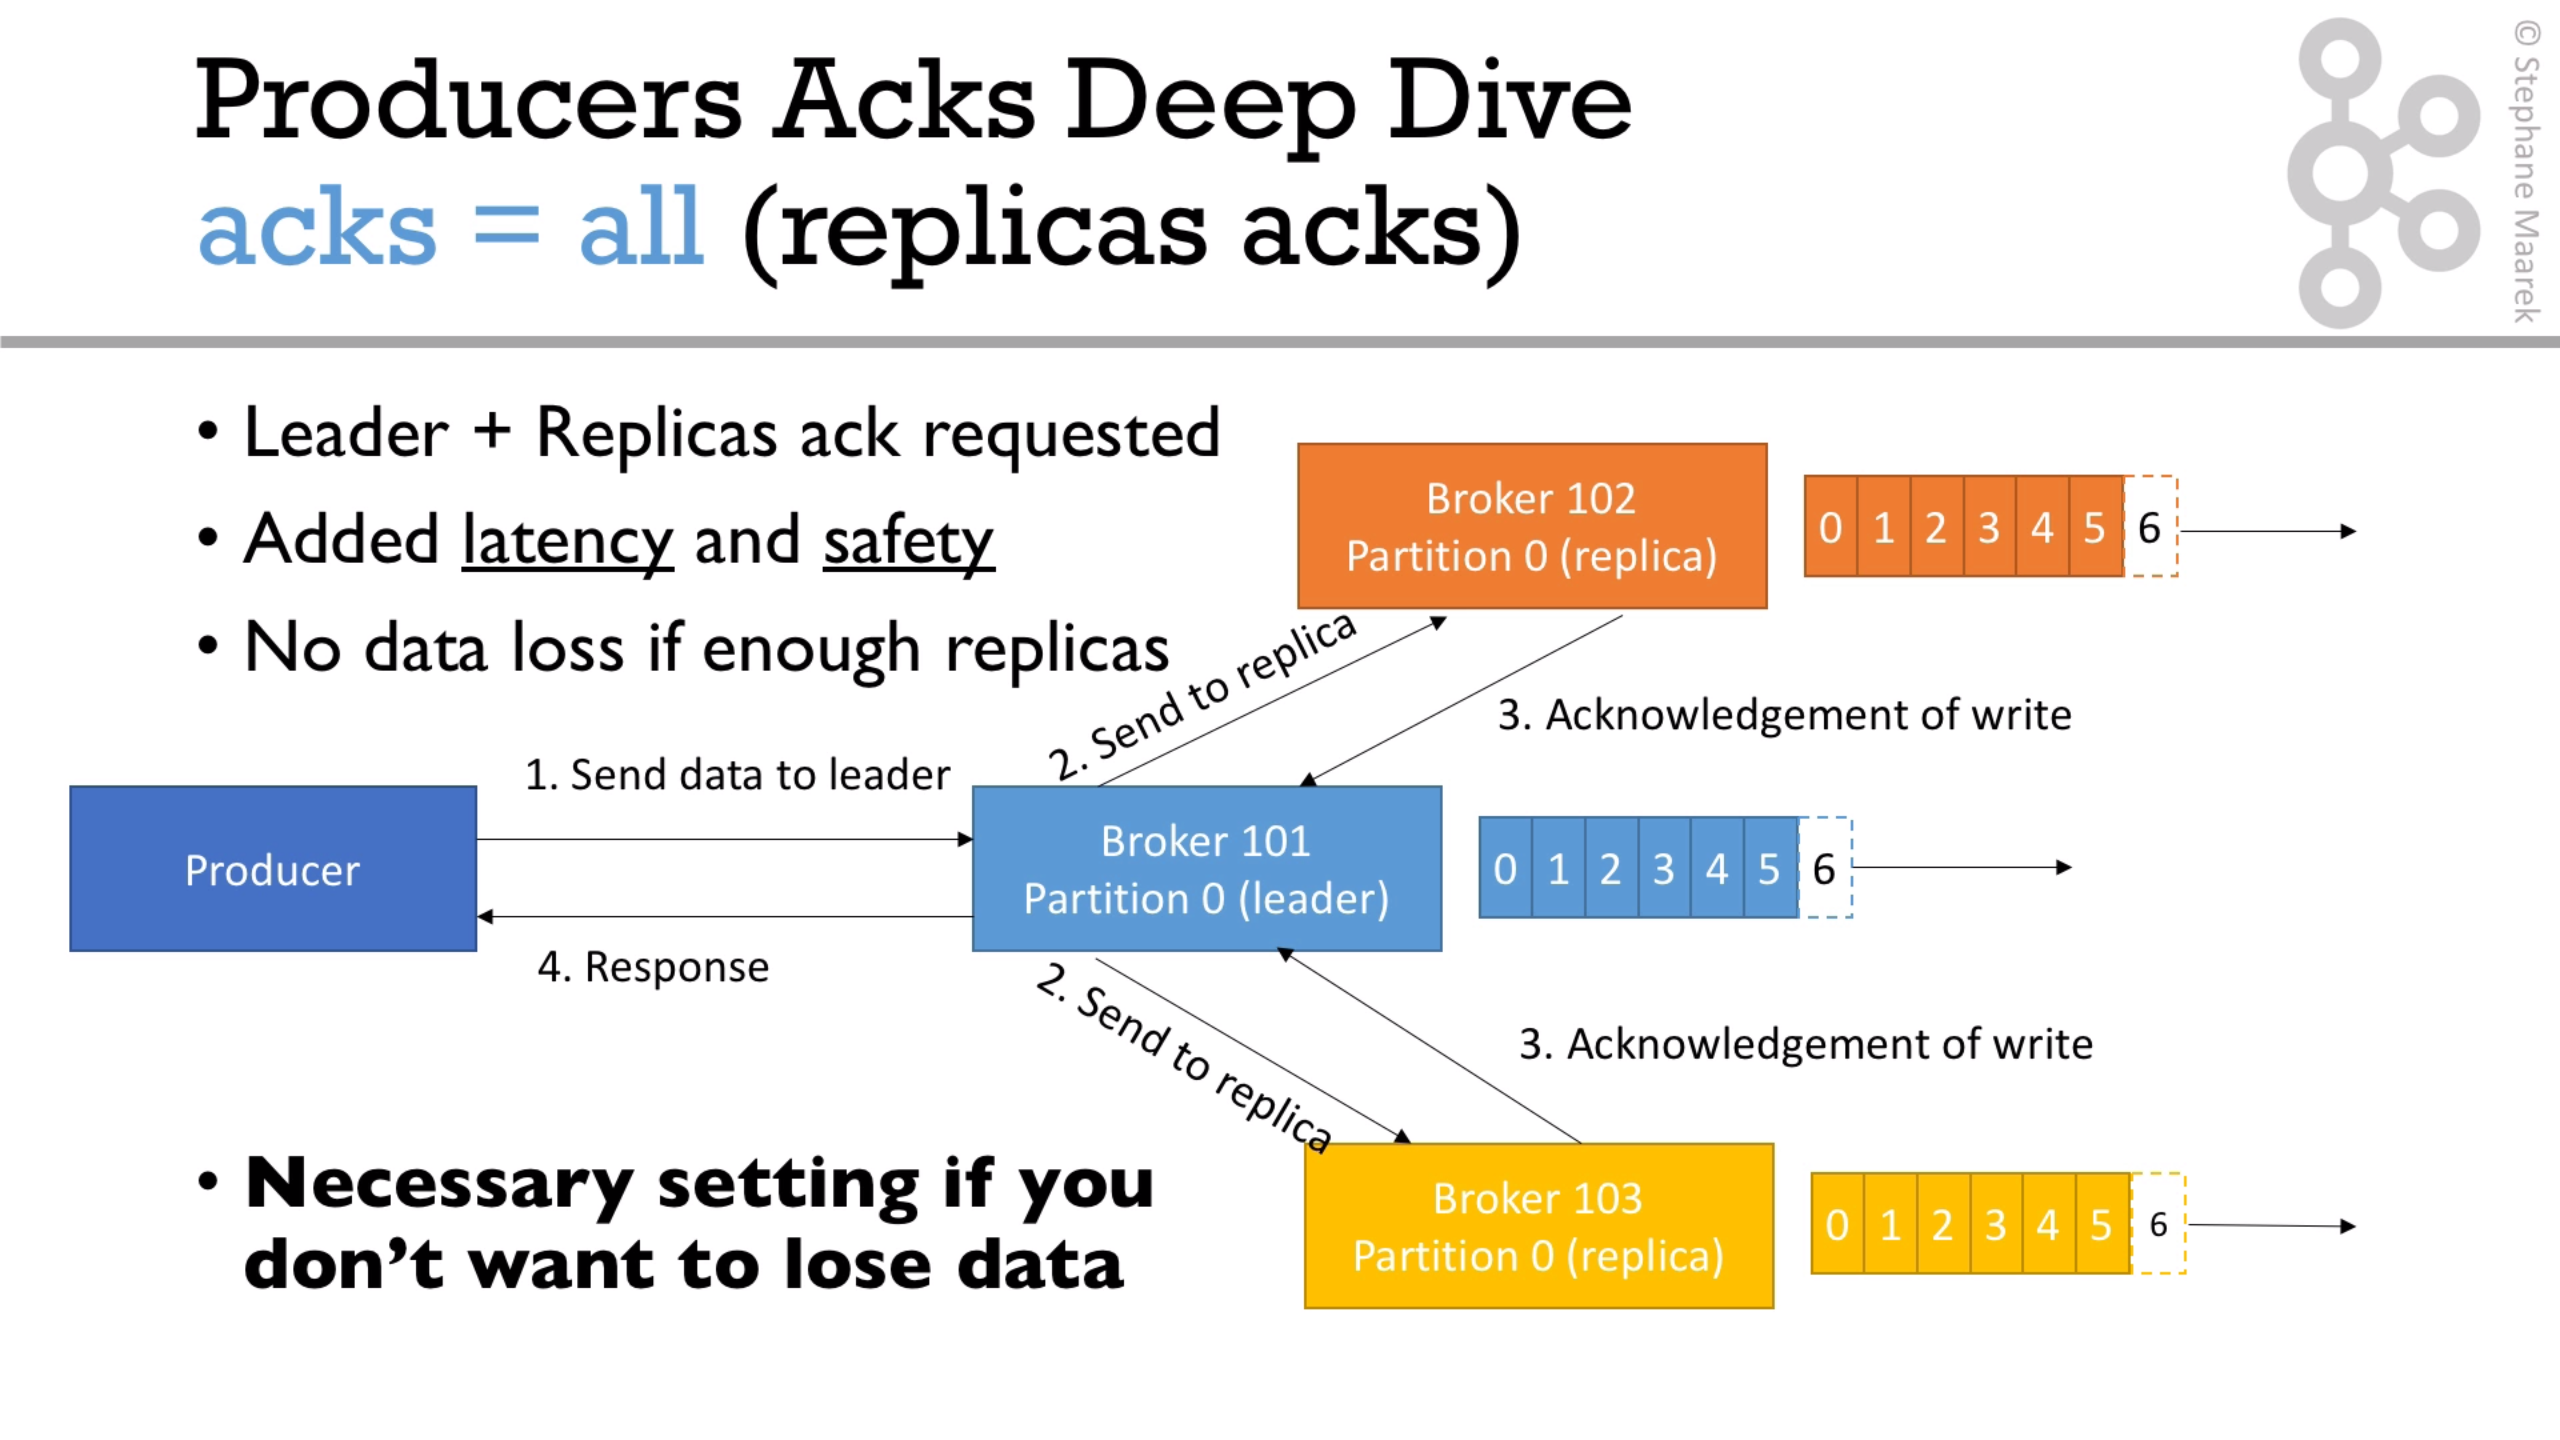 Producers Acks Deep Dive
acks = all (replicas acks)
© Stephane Maarek
• Leader + Replicas ack requested
• Added latency and safety
• No data loss if enough replicas
Broker 102
Partition 0 (replica)
0 1 2 3 4 5 6
2. Send to replica
3. Acknowledgement of write
1. Send data to leader
Producer
Broker 101
Partition 0 (leader)
0 1 2 3 4 5 6
4. Response
2. Send to replica
3. Acknowledgement of write
• Necessary setting if you
don’t want to lose data
Broker 103
Partition 0 (replica)
0 1 2 3 4 5 6